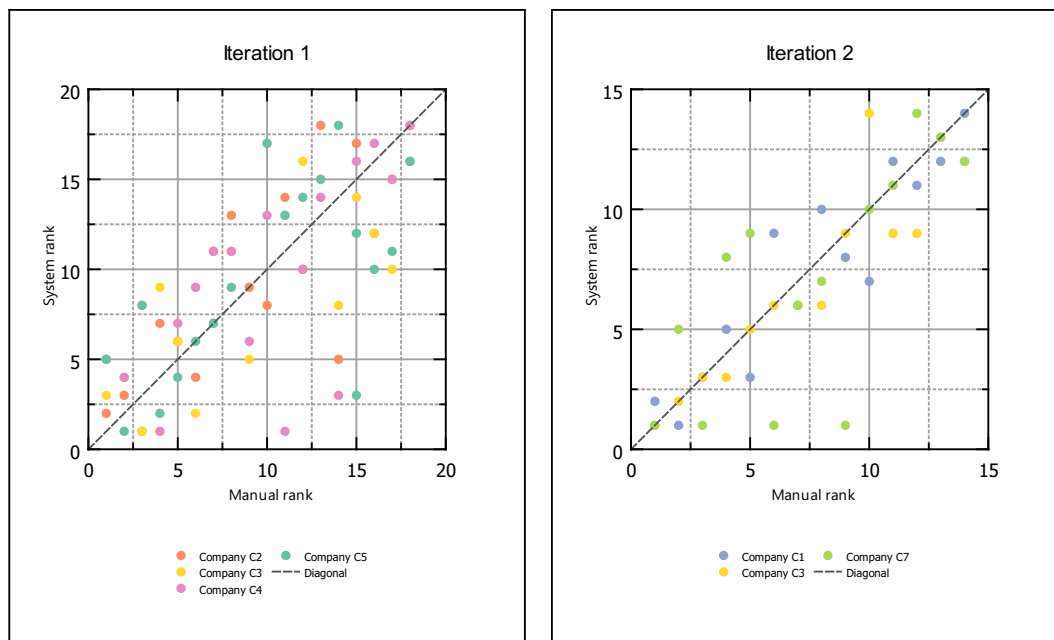 Iteration 1
20
15
10
5
0
System rank
0 5 10 15 20
Manual rank
Company C2
Company C5
Company C3
Diagonal
Company C4
Iteration 2
15
10
5
0
System rank
0 5 10 15
Manual rank
Company C1
Company C7
Company C3
Diagonal